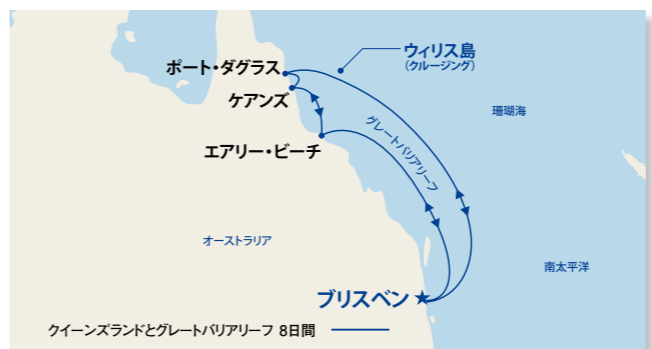 ウィリス島
（クルージング）
ポート・ダグラス
ケアンズ
珊瑚海
グレートバリアリーフ
エアリー・ビーチ
オーストラリア
南太平洋
ブリスベン
クイーンズランドとグレートバリアリーフ 8日間